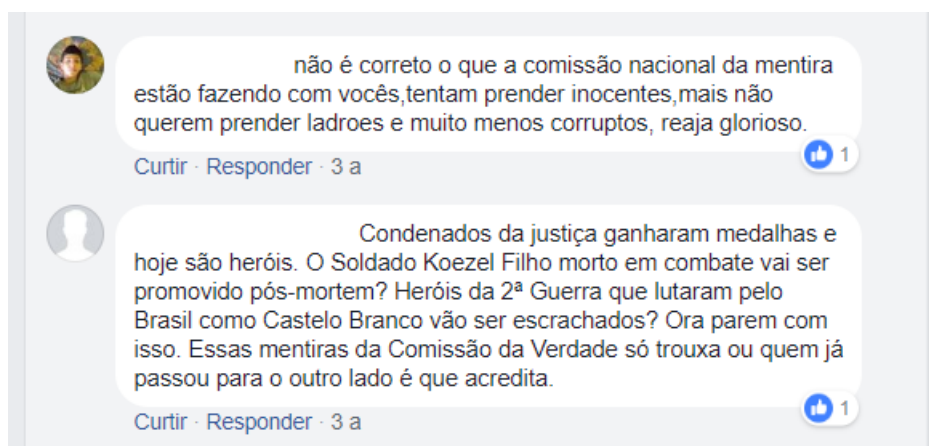 não é correto o que a comissão nacional da mentira
estão fazendo com vocês,tentam prender inocentes,mais não
querem prender ladroes e muito menos corruptos, reaja glorioso.
1
Curtir · Responder · 3 a
Condenados da justiça ganharam medalhas e
hoje são heróis. O Soldado Koezel Filho morto em combate vai ser
promovido pós-mortem? Heróis da 2ª Guerra que lutaram pelo
Brasil como Castelo Branco vão ser escrachados? Ora parem com
isso. Essas mentiras da Comissão da Verdade só trouxa ou quem já
passou para o outro lado é que acredita.
1
Curtir · Responder · 3 a